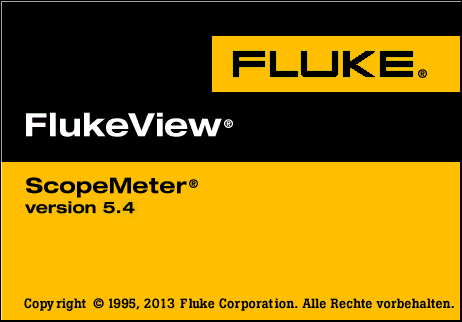 FLUKE®
FlukeView®
ScopeMeter®
version 5.4
Copyright © 1995, 2013 Fluke Corporation. Alle Rechte vorbehalten.